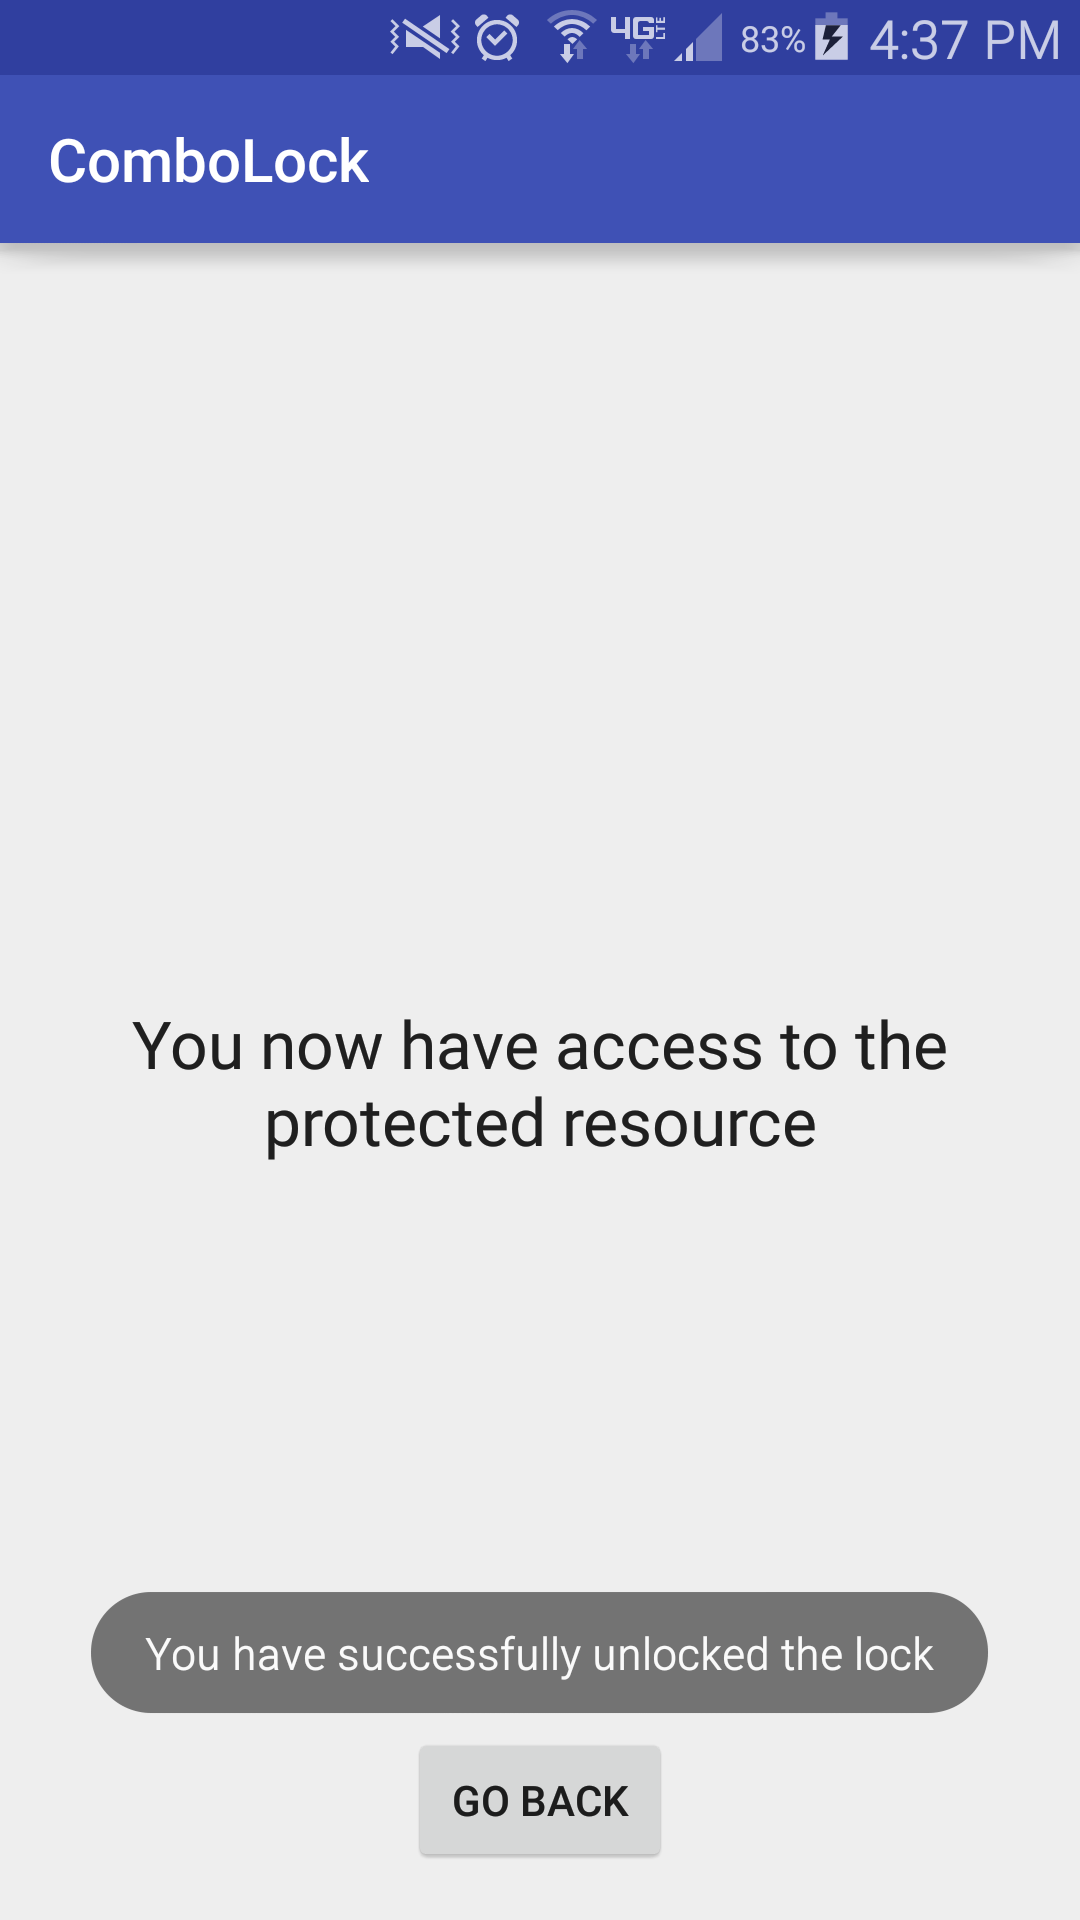 4G LTE 83% 4:37 PM
ComboLock
You now have access to the
protected resource
You have successfully unlocked the lock
GO BACK